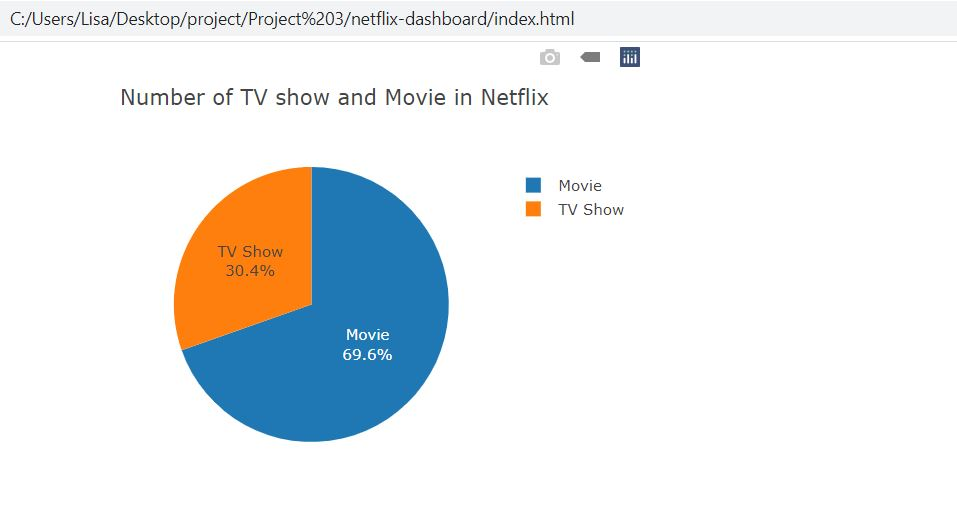 C:/Users/Lisa/Desktop/project/Project%203/netflix-dashboard/index.html
Number of TV show and Movie in Netflix
Movie
TV Show
TV Show
30.4%
Movie
69.6%